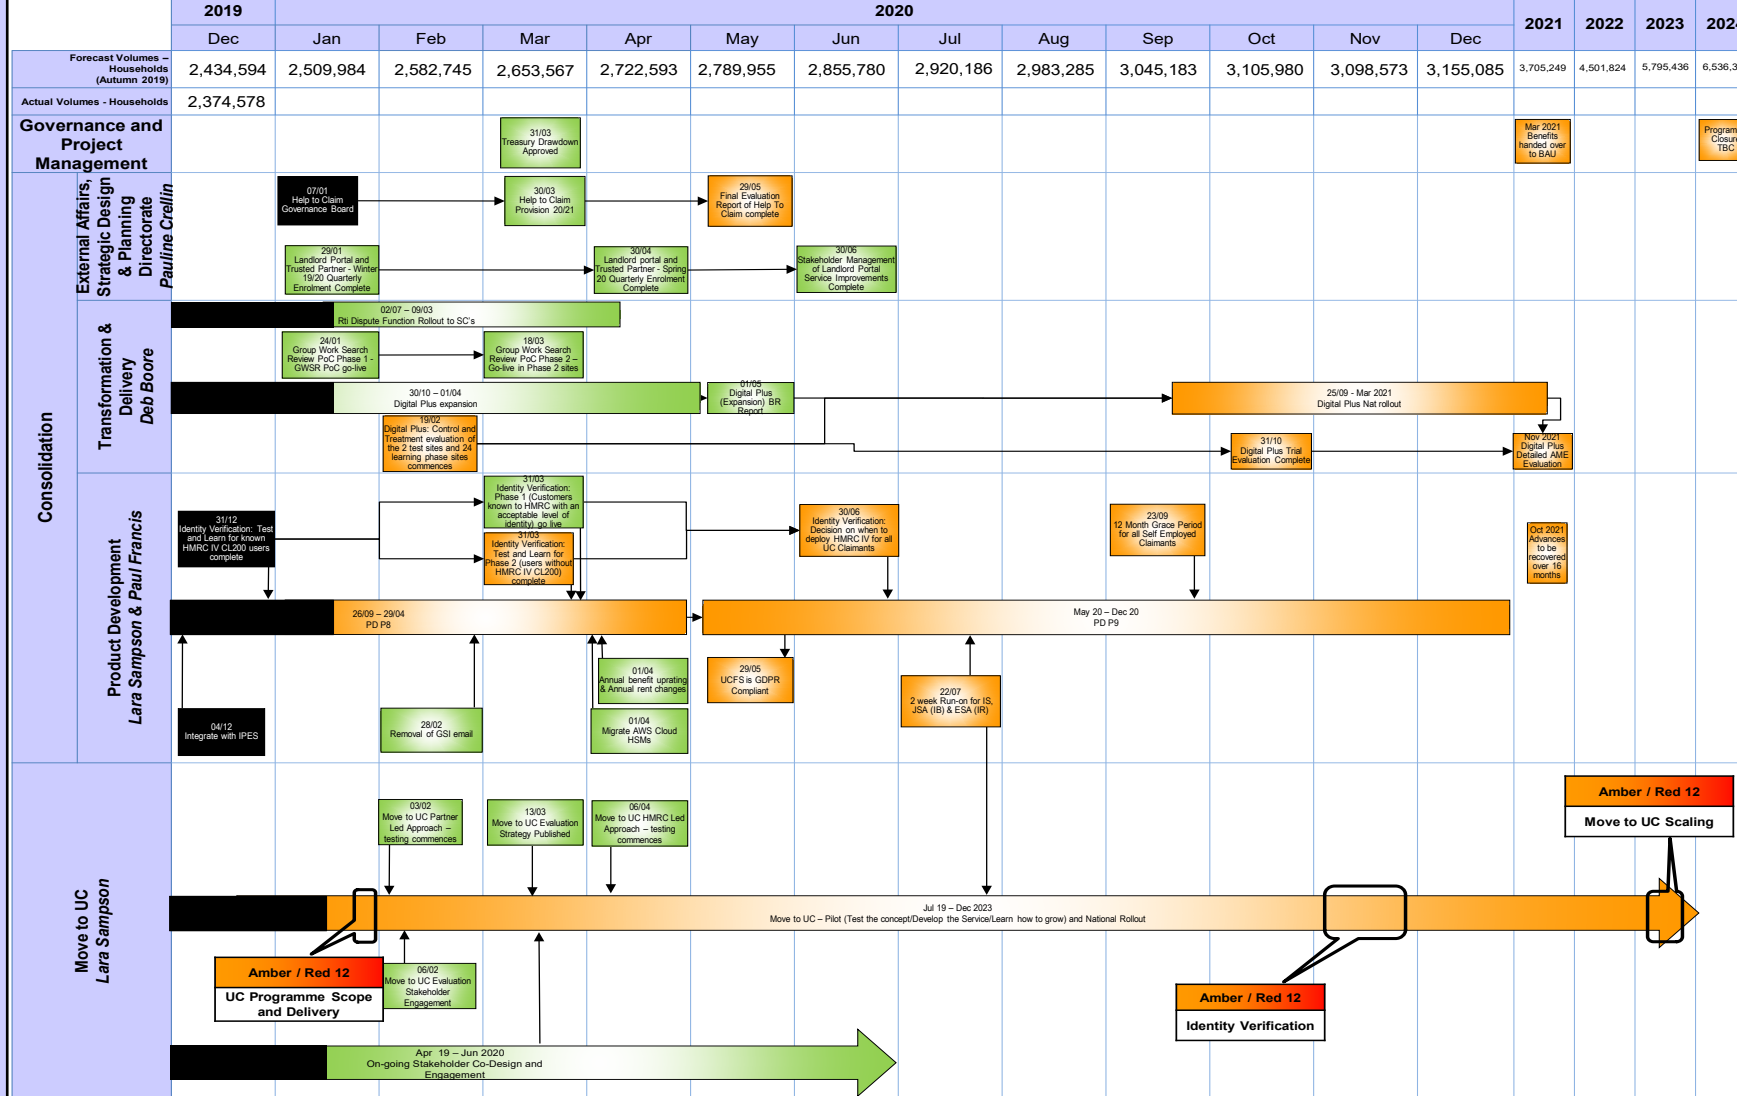 2019
2020
2021
2022
2023
Dec
Jan
Feb
Mar
Apr
May
Jun
Jul
Aug
Sep
Oct
Nov
Dec
Forecast Volumes –
Households
(Autumn 2019)
2,434,594
2,509,984
2,582,745
2,653,567
2,722,593
2,789,955
2,855,780
2,920,186
2,983,285
3,045,183
3,105,980
3,098,573
3,155,085
3,705,249
4,501,824
5,795,436
6,536,3
Actual Volumes - Households
2,374,578
Governance and
Project
Management
31/03
Treasury Drawdown
Approved
Mar 2021
Benefits
handed over
to BAU
Program
Closure
TBC
Consolidation
External Affairs,
Strategic Design
& Planning
Directorate
Pauline Crellin
07/01
Help to Claim
Governance Board
30/03
Help to Claim
Provision 20/21
29/05
Final Evaluation
Report of Help To
Claim complete
29/01
Landlord Portal and
Trusted Partner - Winter
19/20 Quarterly
Enrolment Complete
30/04
Landlord portal and
Trusted Partner - Spring
20 Quarterly Enrolment
Complete
30/06
Stakeholder Management
of Landlord Portal
Service Improvements
Complete
Transformation &
Delivery
Deb Boore
02/07 – 09/03
Rti Dispute Function Rollout to SC's
24/01
Group Work Search
Review PoC Phase 1 -
GWSR PoC go-live
18/03
Group Work Search
Review PoC Phase 2 –
Go-live in Phase 2 sites
30/10 – 01/04
Digital Plus expansion
01/05
Digital Plus
(Expansion) BR
Report
25/09 - Mar 2021
Digital Plus Nat rollout
19/02
Digital Plus: Control and
Treatment evaluation of
the 2 test sites and 24
learning phase sites
commences
31/10
Digital Plus Trial
Evaluation Complete
Nov 2021
Digital Plus
Detailed AME
Evaluation
Product Development
Lara Sampson & Paul Francis
31/12
Identity Verification: Test
and Learn for known
HMRC IV CL200 users
complete
31/03
Identity Verification:
Phase 1 (Customers
known to HMRC with an
acceptable level of
identity) go live
31/03
Identity Verification:
Test and Learn for
Phase 2 (users without
HMRC IV CL200)
complete
30/06
Identity Verification:
Decision on when to
deploy HMRC IV for all
UC Claimants
23/09
12 Month Grace Period
for all Self Employed
Claimants
Oct 2021
Advances
to be
recovered
over 16
months
26/09 – 29/04
PD P8
May 20 – Dec 20
PD P9
04/12
Integrate with IPES
28/02
Removal of GSI email
01/04
Annual benefit uprating
& Annual rent changes
01/04
Migrate AWS Cloud
HSMs
29/05
UCFS is GDPR
Compliant
22/07
2 week Run-on for IS,
JSA (IB) & ESA (IR)
Move to UC
Lara Sampson
03/02
Move to UC Partner
Led Approach –
testing commences
13/03
Move to UC Evaluation
Strategy Published
06/04
Move to UC HMRC Led
Approach – testing
commences
Amber / Red 12
Move to UC Scaling
Jul 19 – Dec 2023
Move to UC – Pilot (Test the concept/Develop the Service/Learn how to grow) and National Rollout
Amber / Red 12
UC Programme Scope
and Delivery
06/02
Move to UC Evaluation
Stakeholder
Engagement
Amber / Red 12
Identity Verification
Apr 19 – Jun 2020
On-going Stakeholder Co-Design and
Engagement